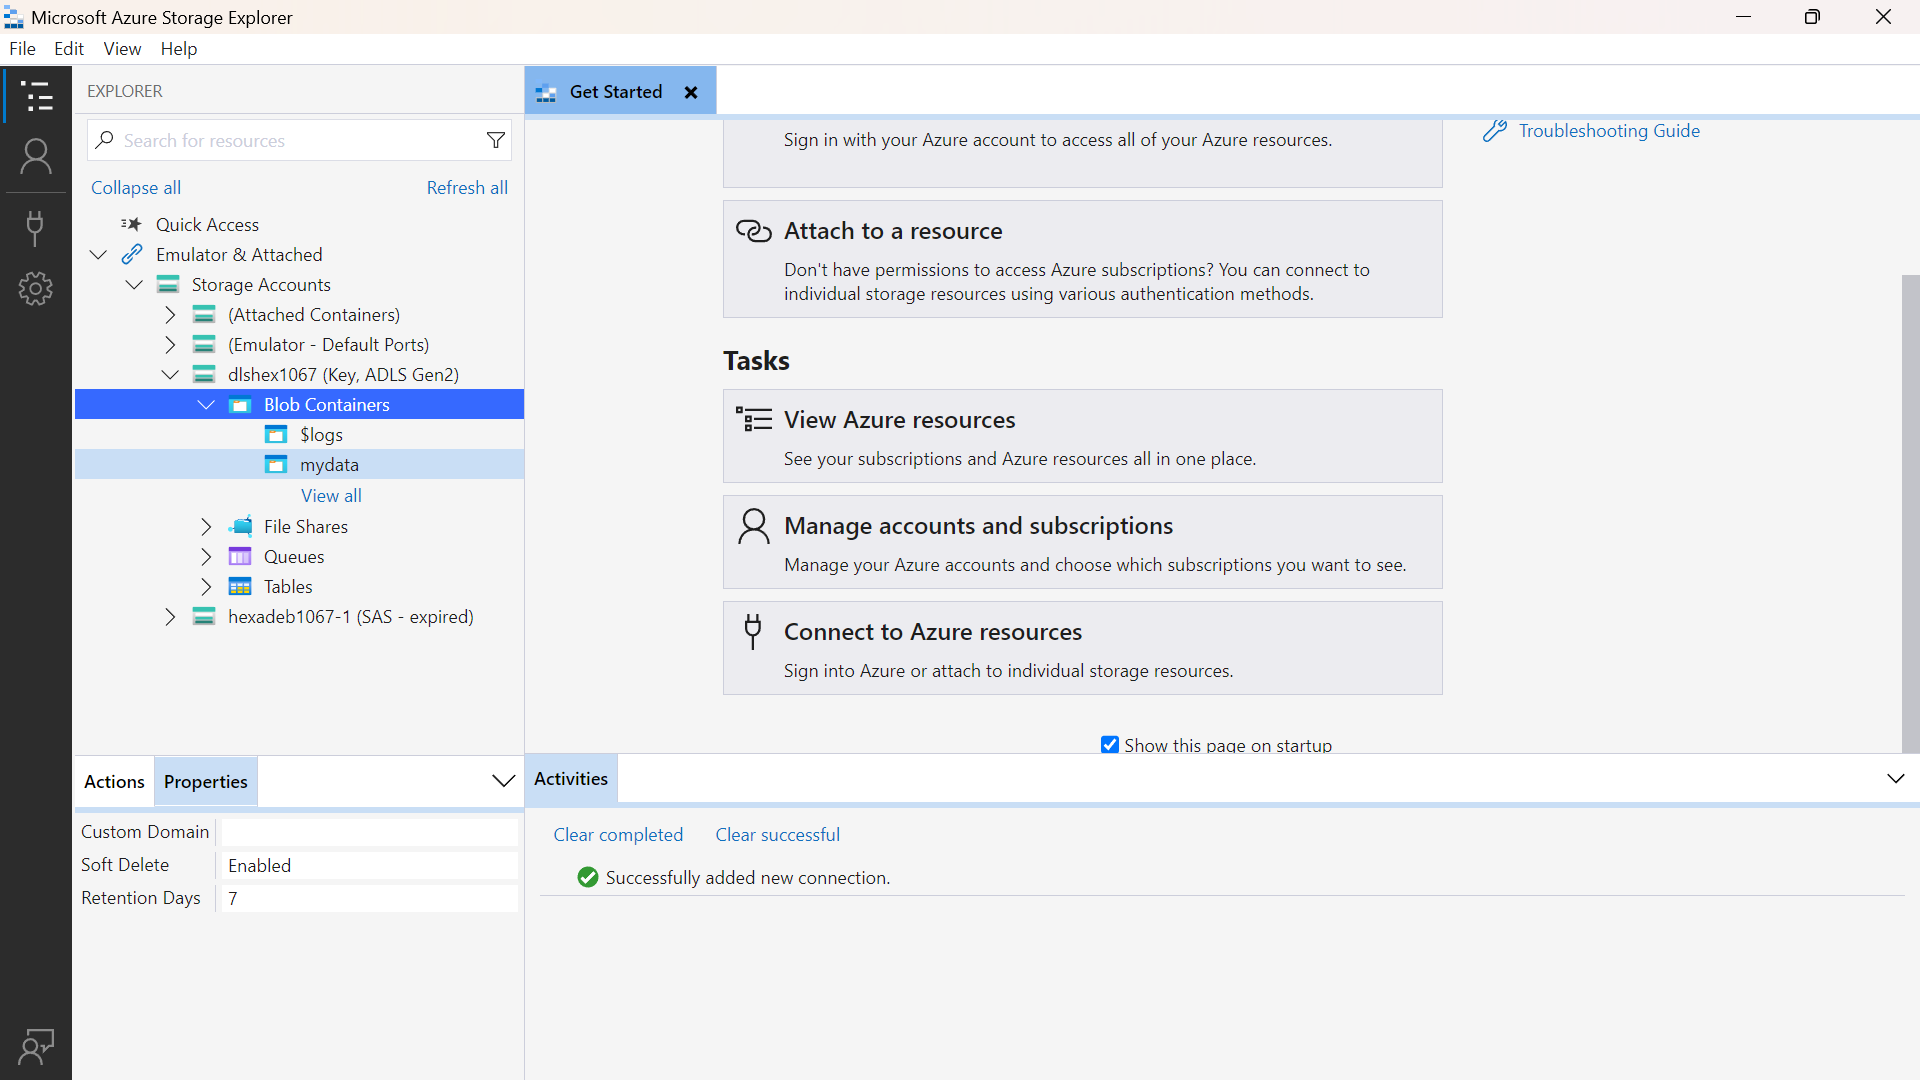 Microsoft Azure Storage Explorer
File Edit View Help
EXPLORER
Search for resources
Collapse all
Refresh all
Quick Access
Emulator & Attached
Storage Accounts
(Attached Containers)
(Emulator - Default Ports)
dlshex1067 (Key, ADLS Gen2)
Blob Containers
$logs
mydata
View all
File Shares
Queues
Tables
hexadeb1067-1 (SAS - expired)
Actions
Properties
Custom Domain
Soft Delete Enabled
Retention Days 7
Get Started
Sign in with your Azure account to access all of your Azure resources.
Troubleshooting Guide
Attach to a resource
Don't have permissions to access Azure subscriptions? You can connect to
individual storage resources using various authentication methods.
Tasks
View Azure resources
See your subscriptions and Azure resources all in one place.
Manage accounts and subscriptions
Manage your Azure accounts and choose which subscriptions you want to see.
Connect to Azure resources
Sign into Azure or attach to individual storage resources.
Show this page on startup
Activities
Clear completed
Clear successful
Successfully added new connection.